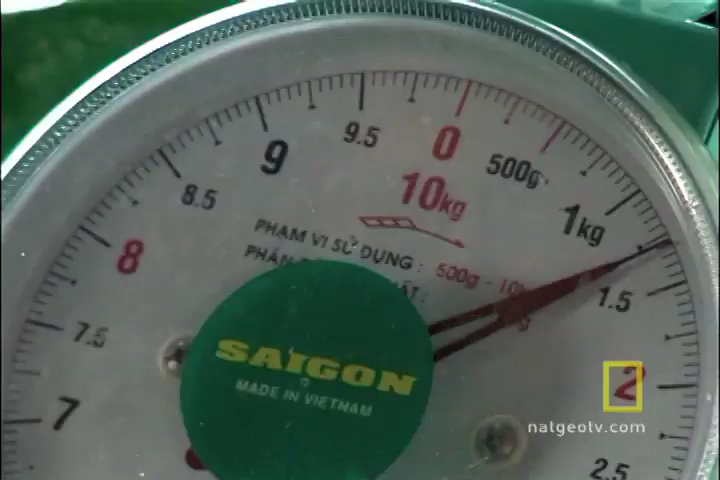 0
9.5
500g
9
10kg
8.5
1kg
PHẠM VI SỬ DỤNG : 500g - 10
8
1.5
7.5
SAIGON
MADE IN VIETNAM
2
7
natgeotv.com
2.5